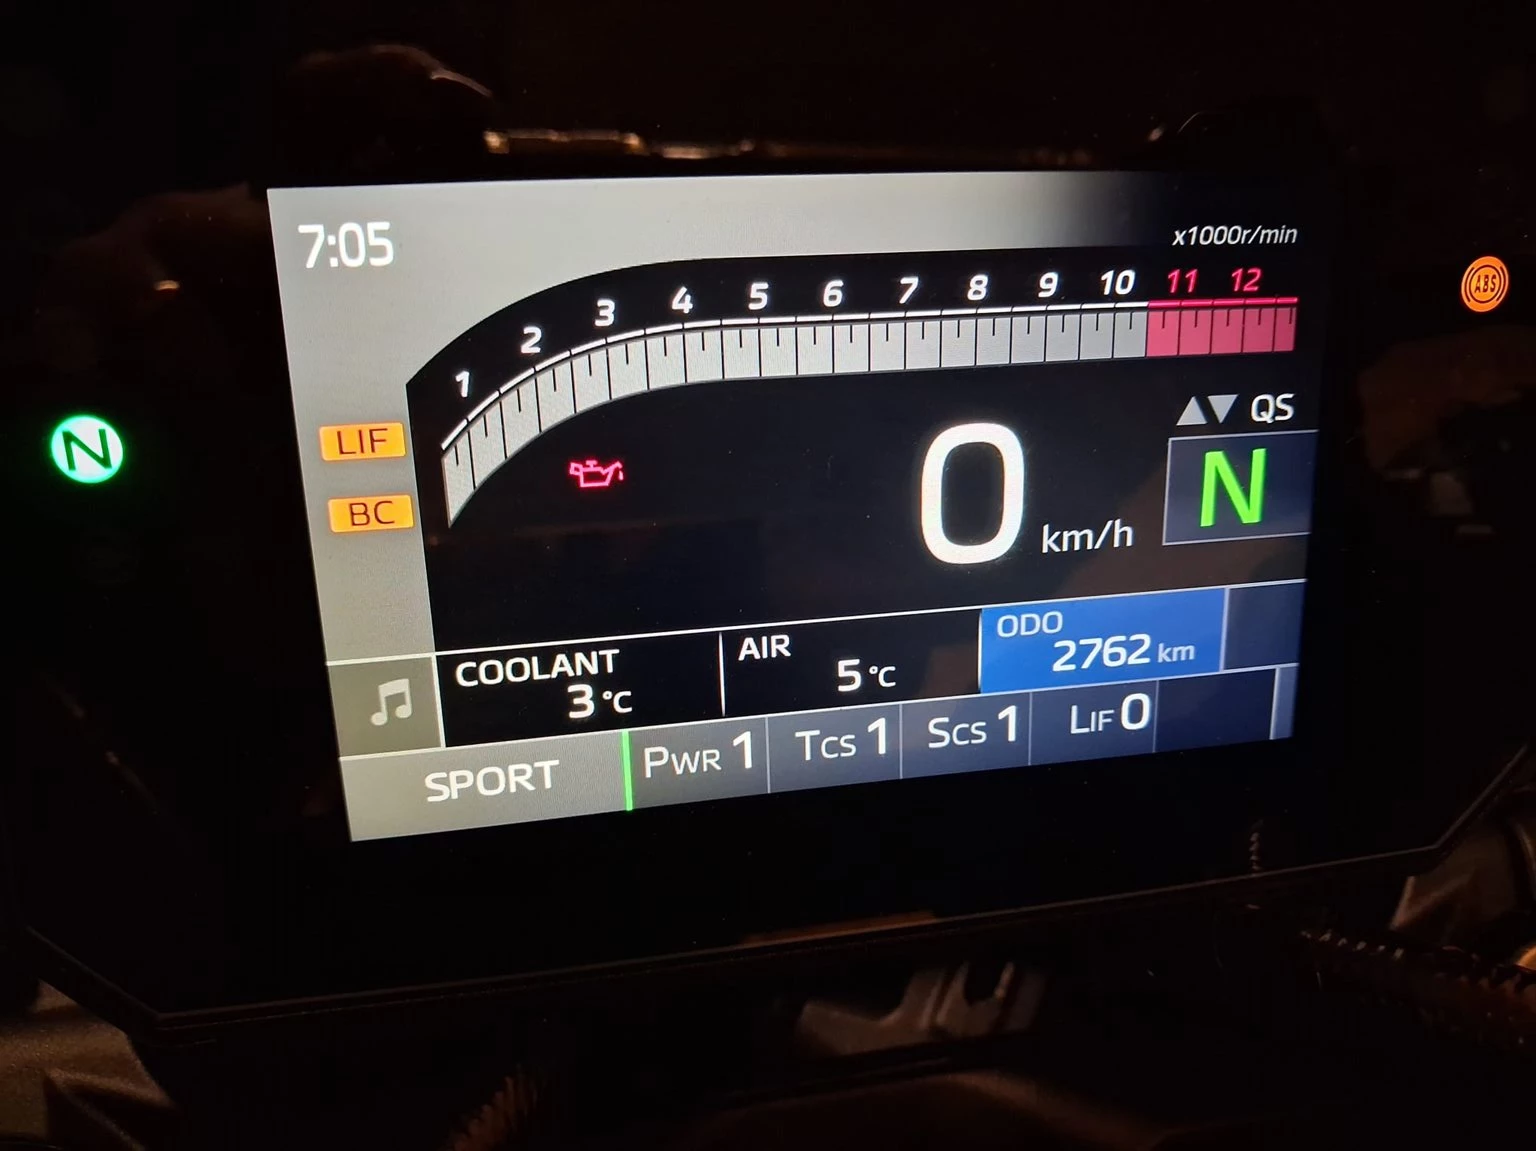 7:05
x1000r/min
1 2 3 4 5 6 7 8 9 10 11 12
ABS
QS
LIF
N
N
BC
0 km/h
COOLANT
3 °C
AIR
5 °C
ODO
2762 km
SPORT
PWR 1
TCS 1
SCS 1
LIF 0